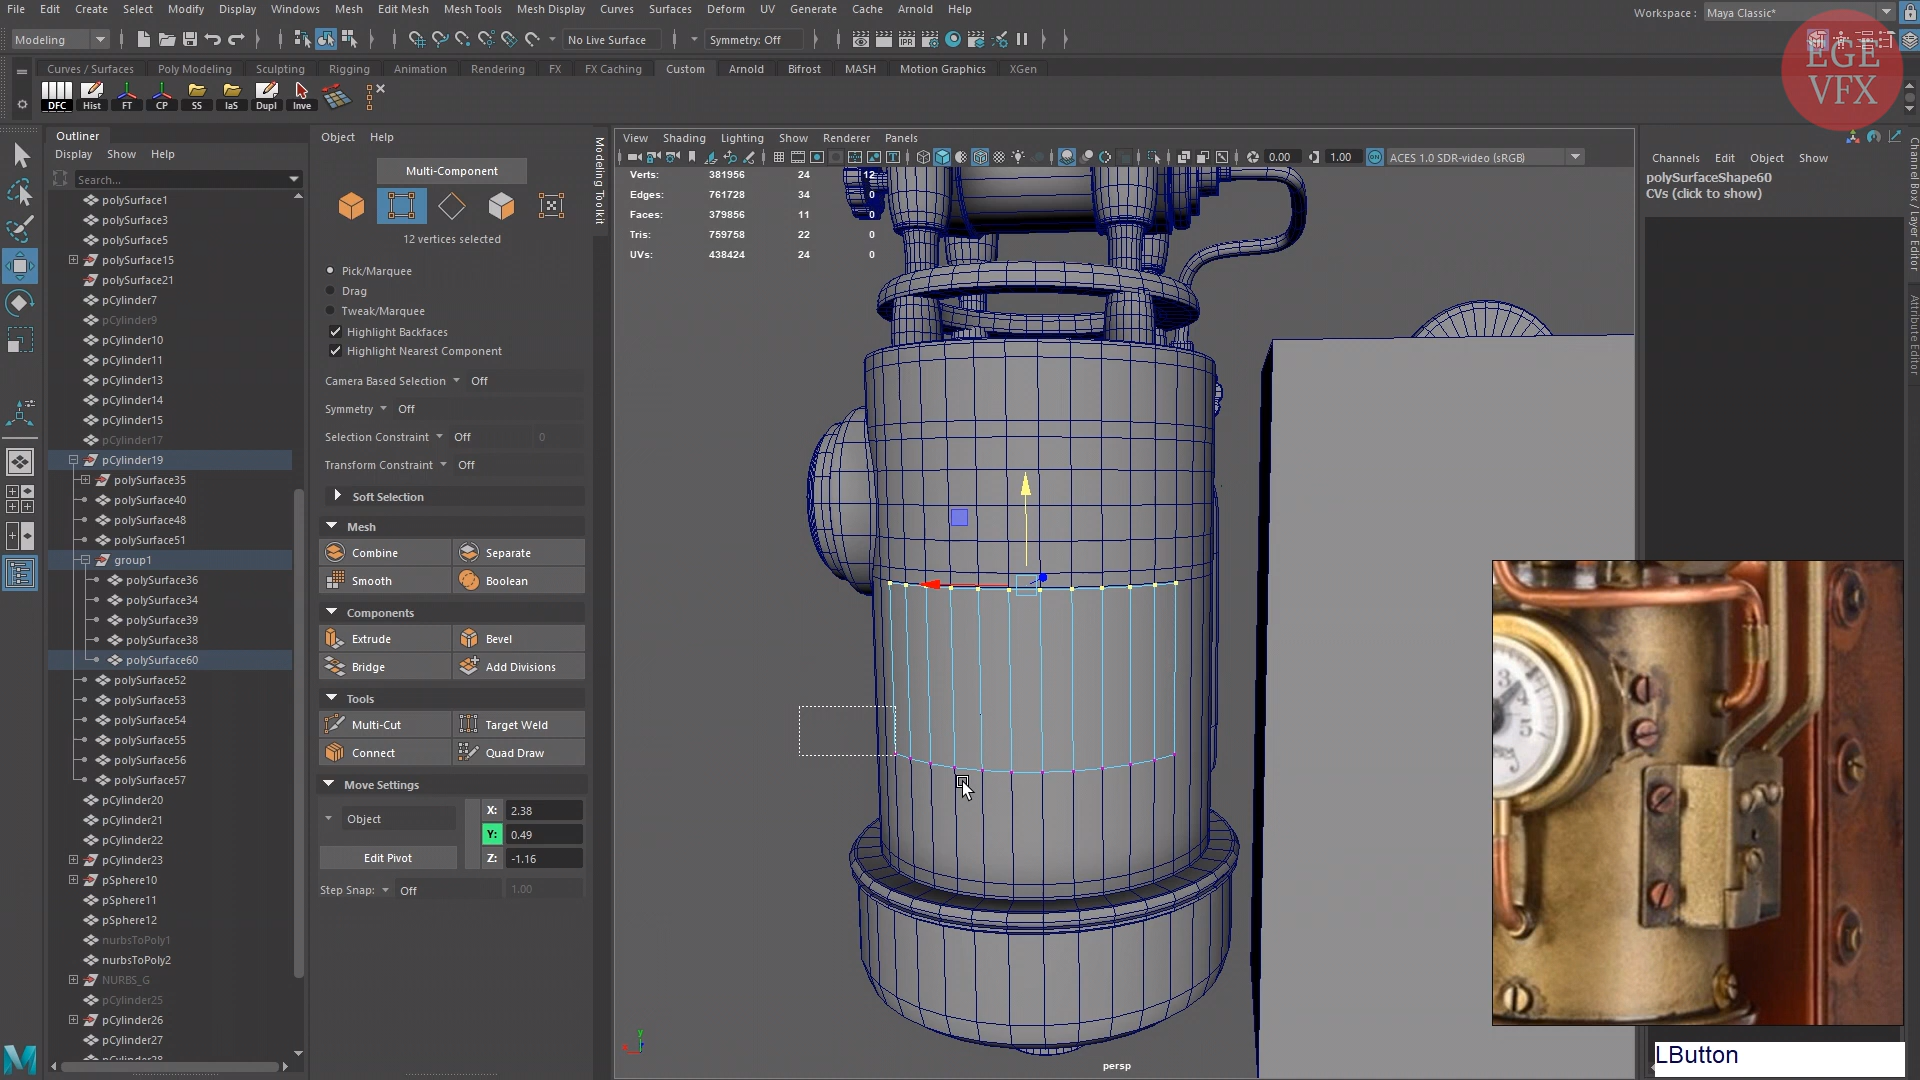 File Edit Create Select Modify Display Windows Mesh Edit Mesh Mesh Tools Mesh Display Curves Surfaces Deform UV Generate Cache Arnold Help
Workspace : Maya Classic*
Modeling
No Live Surface
Symmetry: Off
EGE
VFX
Curves / Surfaces Poly Modeling Sculpting Rigging Animation Rendering FX FX Caching Custom Arnold Bifrost MASH Motion Graphics XGen
DFC Hist FT CP SS IaS Dupl Inve
Outliner
Display Show Help
Search...
polySurface1
polySurface3
polySurface5
polySurface15
polySurface21
pCylinder7
pCylinder9
pCylinder10
pCylinder11
pCylinder13
pCylinder14
pCylinder15
pCylinder17
pCylinder19
polySurface35
polySurface40
polySurface48
polySurface51
group1
polySurface36
polySurface34
polySurface39
polySurface38
polySurface60
polySurface52
polySurface53
polySurface54
polySurface55
polySurface56
polySurface57
pCylinder20
pCylinder21
pCylinder22
pCylinder23
pSphere10
pSphere11
pSphere12
nurbsToPoly1
nurbsToPoly2
NURBS_G
pCylinder25
pCylinder26
pCylinder27
pCylinder28
Object Help
Multi-Component
12 vertices selected
Pick/Marquee
Drag
Tweak/Marquee
Highlight Backfaces
Highlight Nearest Component
Camera Based Selection Off
Symmetry Off
Selection Constraint Off 0
Transform Constraint Off
Soft Selection
Mesh
Combine Separate
Smooth Boolean
Components
Extrude Bevel
Bridge Add Divisions
Tools
Multi-Cut Target Weld
Connect Quad Draw
Move Settings
Object
X: 2.38
Y: 0.49
Edit Pivot
Z: -1.16
Step Snap: Off 1.00
Modeling Toolkit
View Shading Lighting Show Renderer Panels
0.00 1.00 ACES 1.0 SDR-video (sRGB)
Verts: 381956 24 12
Edges: 761728 34 0
Faces: 379856 11 0
Tris: 759758 22 0
UVs: 438424 24 0
y
persp
Channels Edit Object Show
polySurfaceShape60
CVs (click to show)
Channel Box / Layer Editor
Attribute Editor
3
4
5
LButton